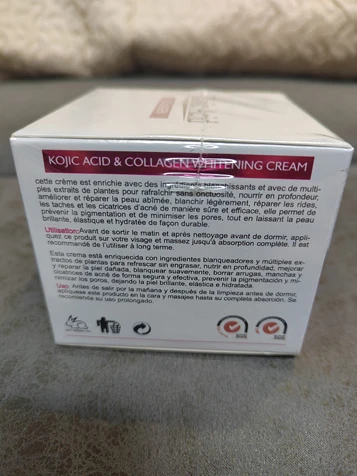 KOJIC ACID & COLLAGEN WHITENING CREAM
cette crème est enrichie avec des ingrédients blanchissants et avec de multi-
ples extraits de plantes pour rafraîchir sans onctuosité, nourrir en profondeur,
améliorer et réparer la peau abîmée, blanchir légèrement, réparer les rides,
les taches et les cicatrices d'acné de manière sûre et efficace, elle permet de
prévenir la pigmentation et de minimiser les pores, tout en laissant la peau
brillante, élastique et hydratée de façon durable.
Utilisation:Avant de sortir le matin et après nettoyage avant de dormir, appli-
quez ce produit sur votre visage et massez jusqu'à absorption complète. Il est
recommandé de l'utiliser à long terme.
Esta crema está enriquecida con ingredientes blanqueadores y múltiples ex-
tractos de plantas para refrescar sin engrasar, nutrir en profundidad, mejorar
y reparar la piel dañada, blanquear suavemente, borrar arrugas, manchas y
cicatrices de acné de forma segura y efectiva, prevenir la pigmentación y mi-
nimizar los poros, dejando la piel brillante, elástica e hidratada.
Uso: Antes de salir por la mañana y después de la limpieza antes de dormir,
aplíquese este producto en la cara y masajee hasta su completa absorción. Se
recomienda su uso prolongado.
SGS SGS